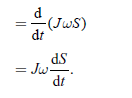 = d/dt (JωS)
= Jω dS/dt.